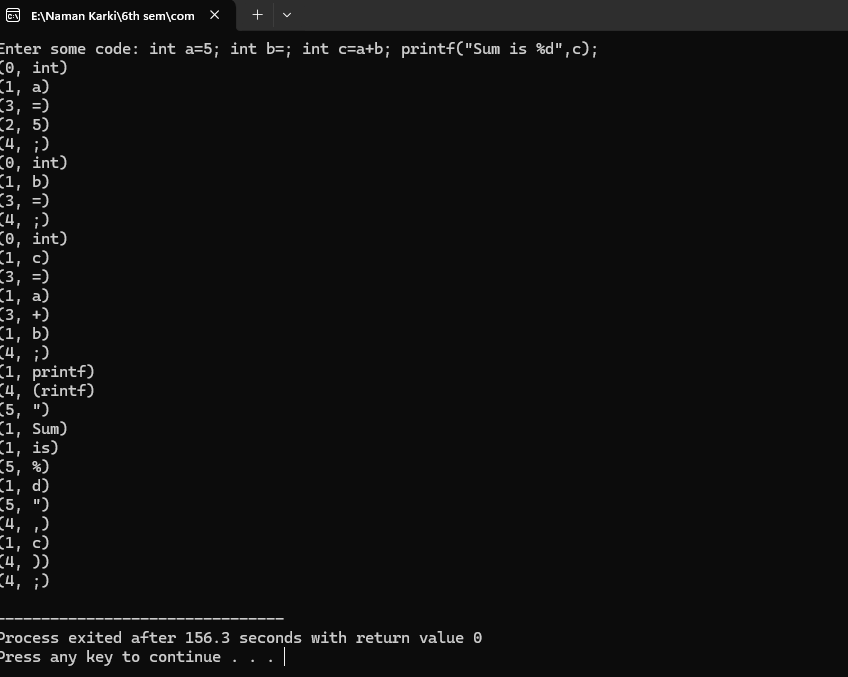 E:\Naman Karki\6th sem\com
Enter some code: int a=5; int b=; int c=a+b; printf("Sum is %d",c);
(0, int)
(1, a)
(3, =)
(2, 5)
(4, ;)
(0, int)
(1, b)
(3, =)
(4, ;)
(0, int)
(1, c)
(3, =)
(1, a)
(3, +)
(1, b)
(4, ;)
(1, printf)
(4, (rintf)
(5, ")
(1, Sum)
(1, is)
(5, %)
(1, d)
(5, ")
(4, ,)
(1, c)
(4, ))
(4, ;)
--------------------------------
Process exited after 156.3 seconds with return value 0
Press any key to continue . . .